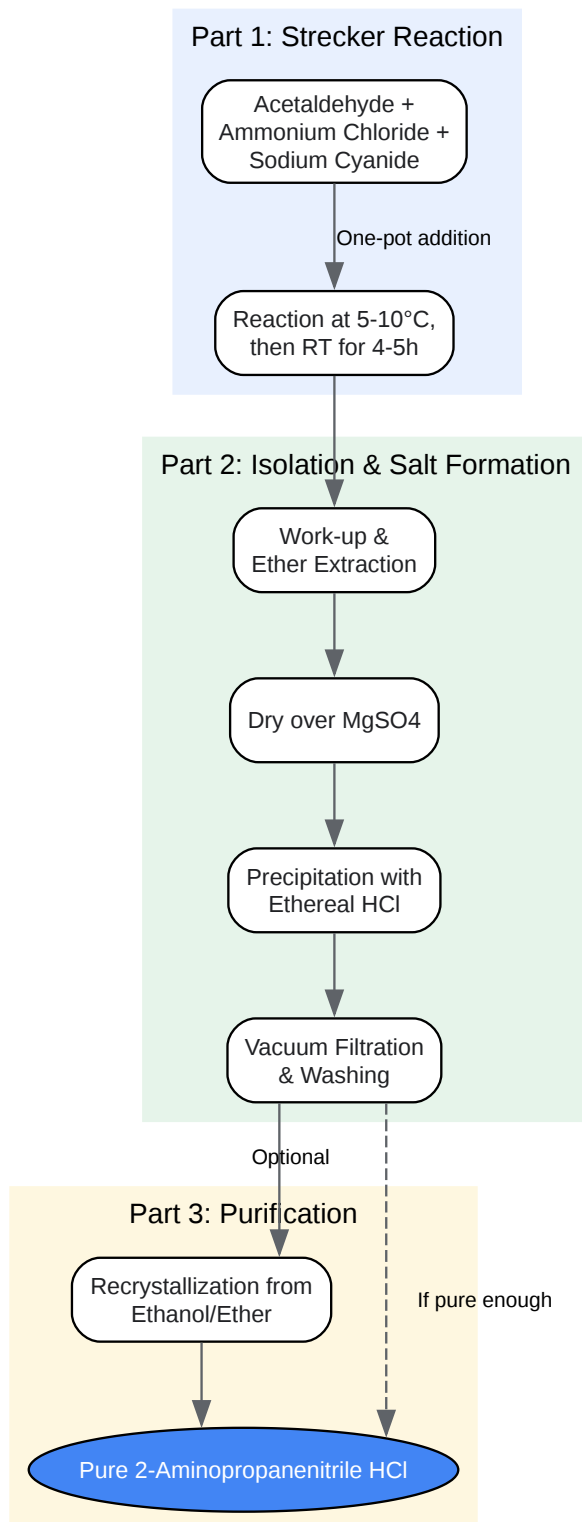 Part 1: Strecker Reaction
Acetaldehyde +
Ammonium Chloride +
Sodium Cyanide
One-pot addition
Reaction at 5-10°C,
then RT for 4-5h
Part 2: Isolation & Salt Formation
Work-up &
Ether Extraction
Dry over MgSO4
Precipitation with
Ethereal HCl
Vacuum Filtration
& Washing
Optional
Part 3: Purification
Recrystallization from
Ethanol/Ether
If pure enough
Pure 2-Aminopropanenitrile HCl